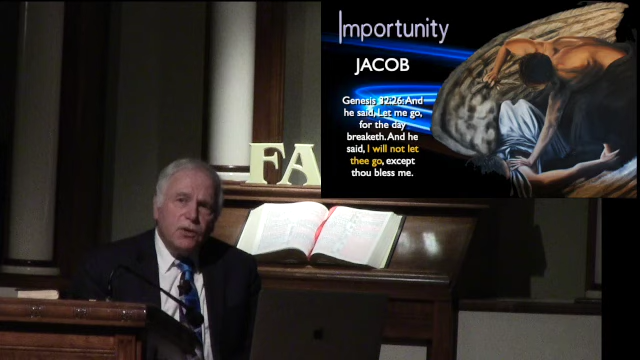 Importunity
JACOB
Genesis 32:26: And
he said, Let me go,
for the day
breaketh. And he
said, I will not let
thee go, except
thou bless me.
FA